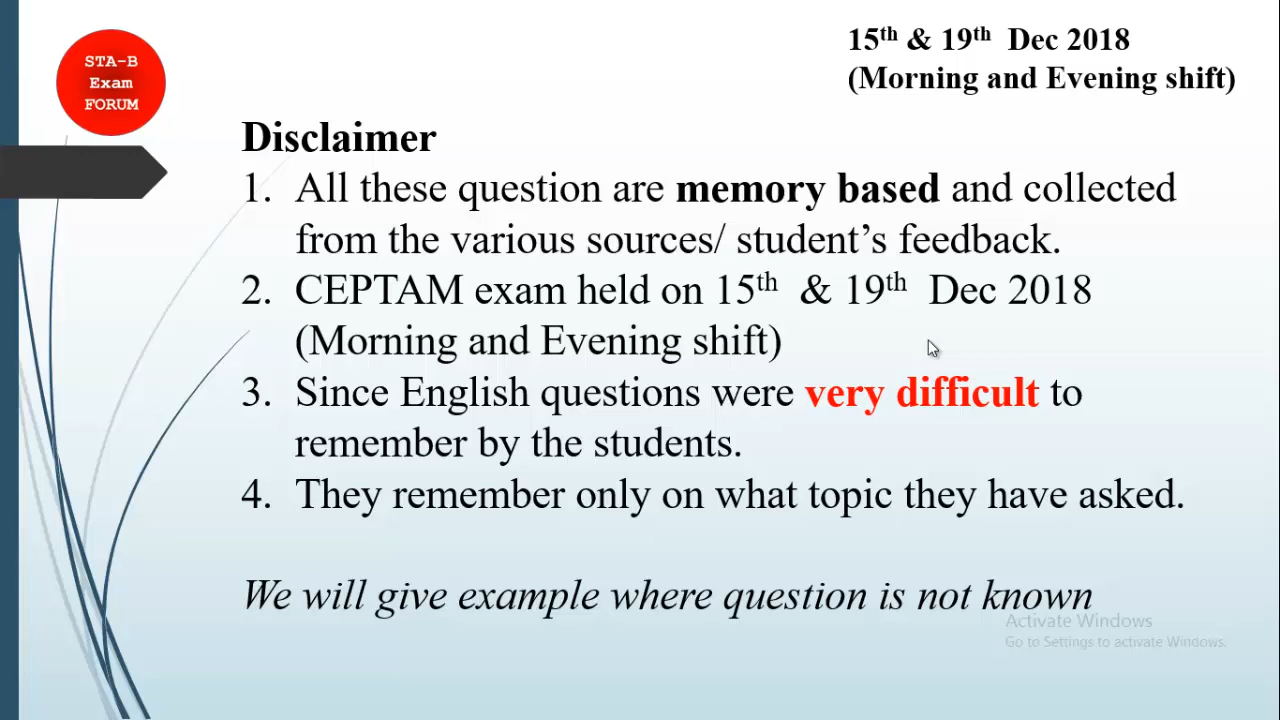 STA-B
Exam
FORUM
15th & 19th Dec 2018
(Morning and Evening shift)
Disclaimer
1. All these question are memory based and collected
from the various sources/ student's feedback.
2. CEPTAM exam held on 15th & 19th Dec 2018
(Morning and Evening shift)
3. Since English questions were very difficult to
remember by the students.
4. They remember only on what topic they have asked.
We will give example where question is not known
Activate Windows
Go to Settings to activate Windows.